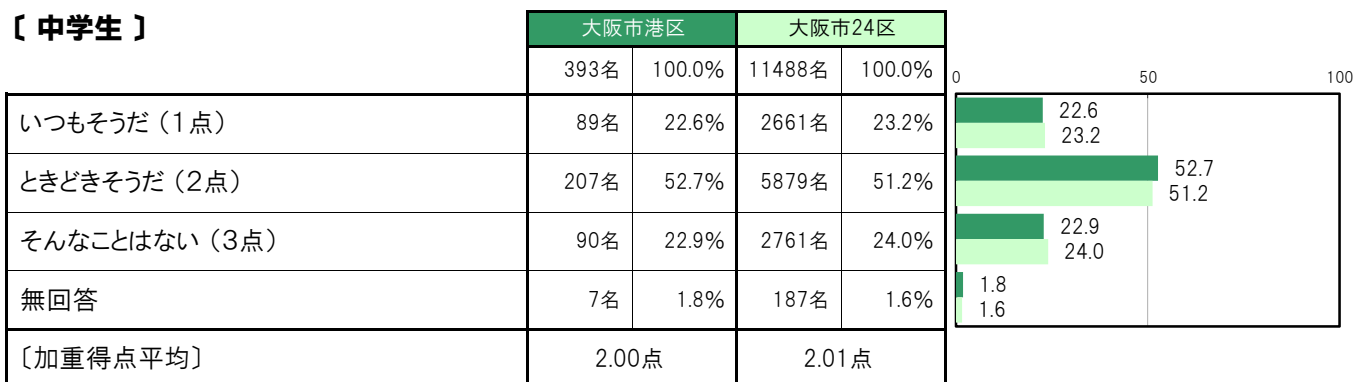 〔 中学生 〕
大阪市港区 大阪市24区
393名 100.0% 11488名 100.0%
0 50 100
いつもそうだ（1点） 89名 22.6% 2661名 23.2%
22.6
23.2
ときどきそうだ（2点） 207名 52.7% 5879名 51.2%
52.7
51.2
そんなことはない（3点） 90名 22.9% 2761名 24.0%
22.9
24.0
無回答 7名 1.8% 187名 1.6%
1.8
1.6
〔加重得点平均〕 2.00点 2.01点